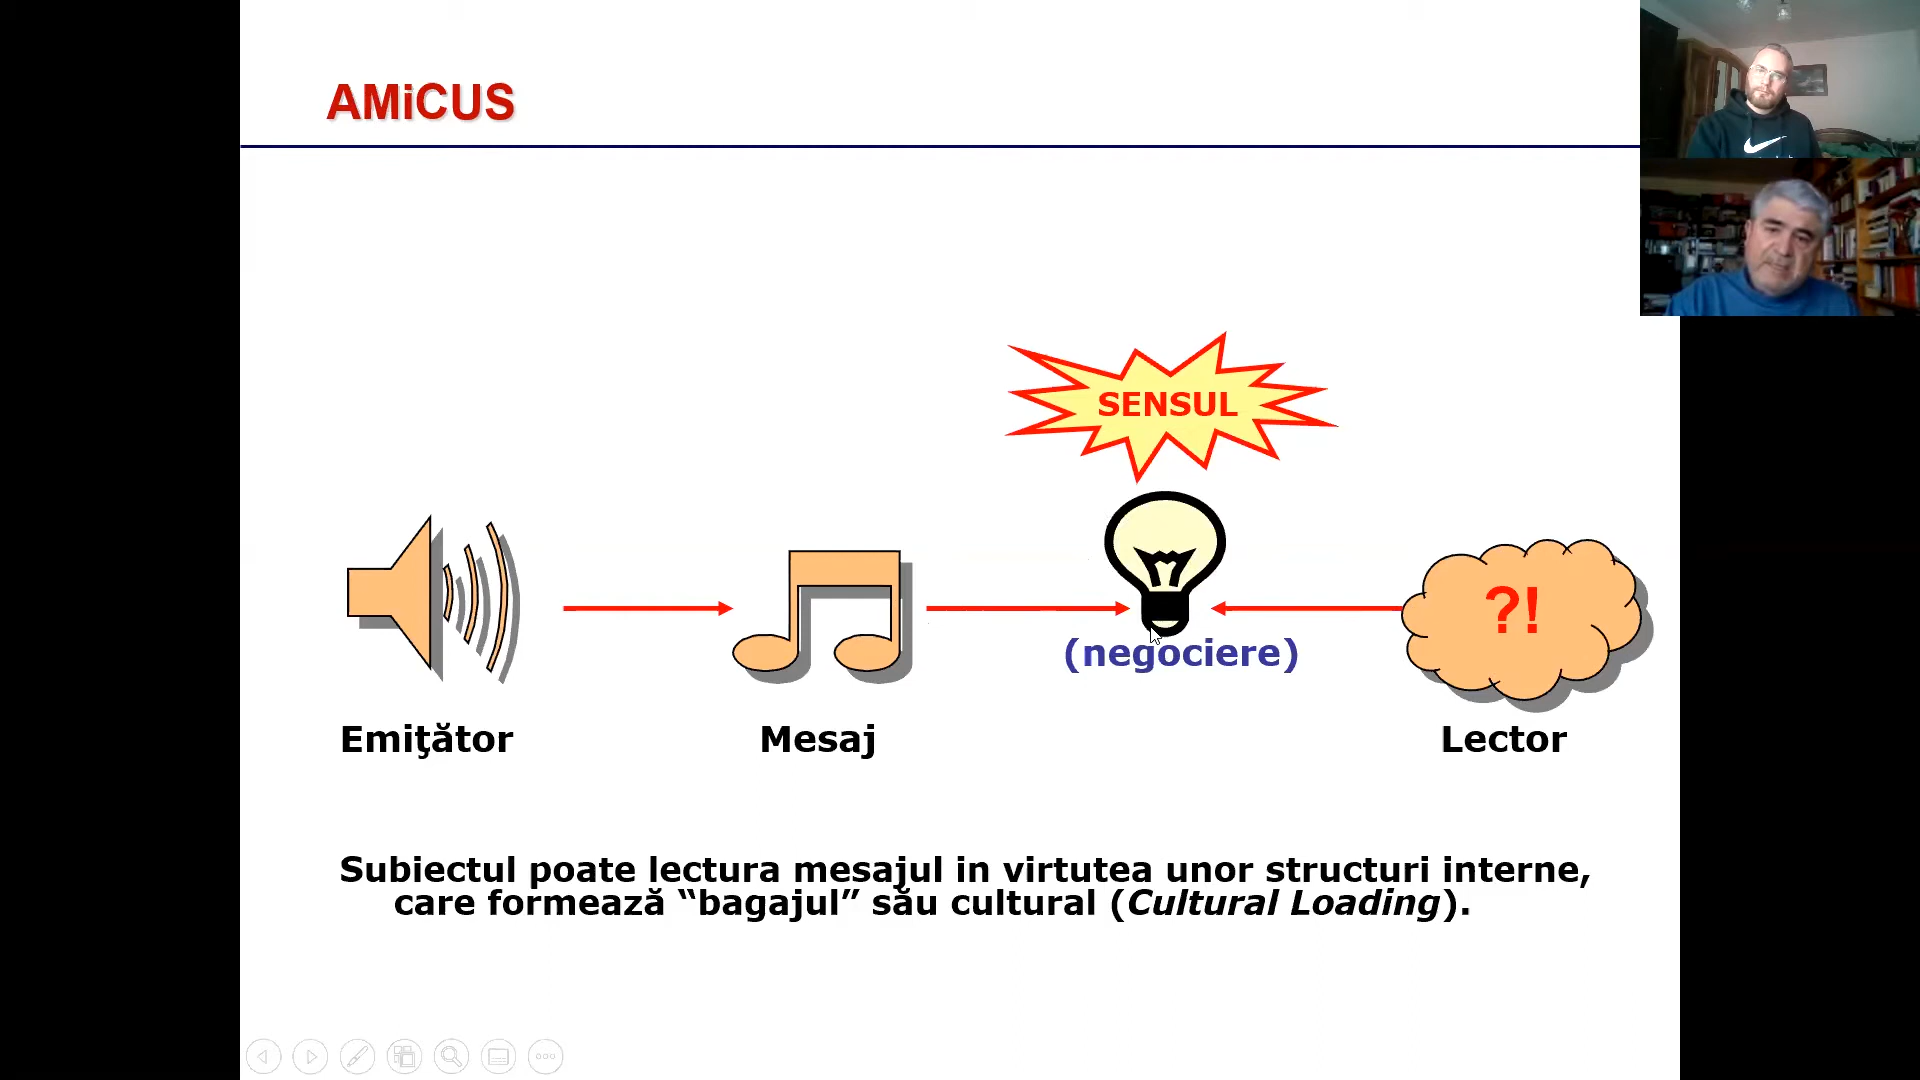 AMiCUS
SENSUL
?!
(negociere)
Emiţător
Mesaj
Lector
Subiectul poate lectura mesajul in virtutea unor structuri interne,
care formează “bagajul” său cultural (Cultural Loading).